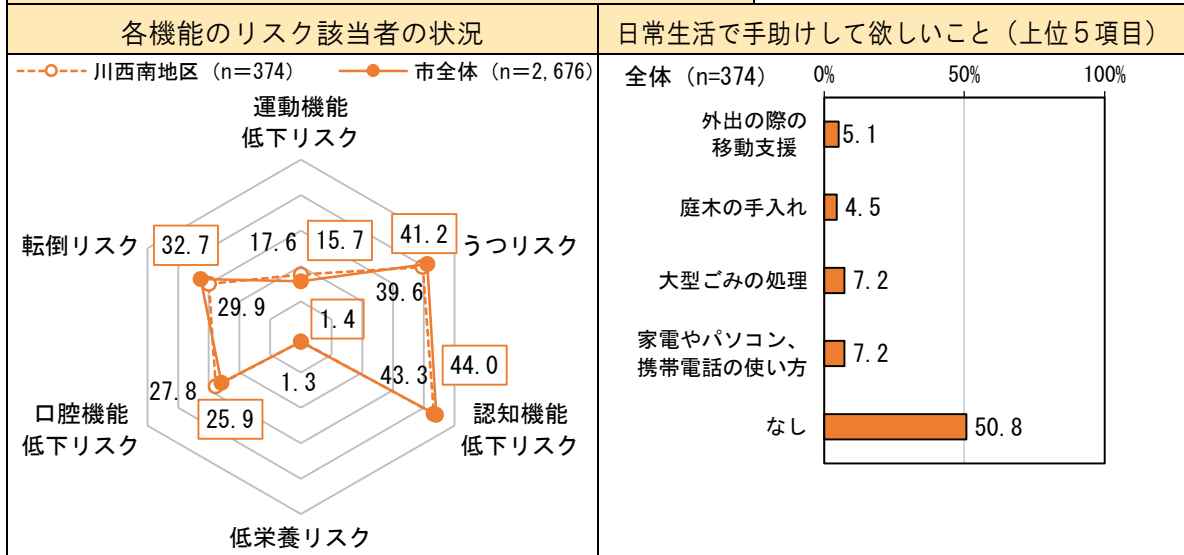 各機能のリスク該当者の状況
川西南地区（n=374） 市全体（n=2,676）
運動機能
低下リスク
17.6 15.7 41.2 うつリスク
転倒リスク 32.7
39.6
29.9
1.4
1.3 43.3 44.0
27.8
25.9
口腔機能
低下リスク
認知機能
低下リスク
低栄養リスク
日常生活で手助けして欲しいこと（上位５項目）
全体（n=374） 0% 50% 100%
外出の際の
移動支援
5.1
庭木の手入れ 4.5
大型ごみの処理 7.2
家電やパソコン、
携帯電話の使い方
7.2
なし 50.8